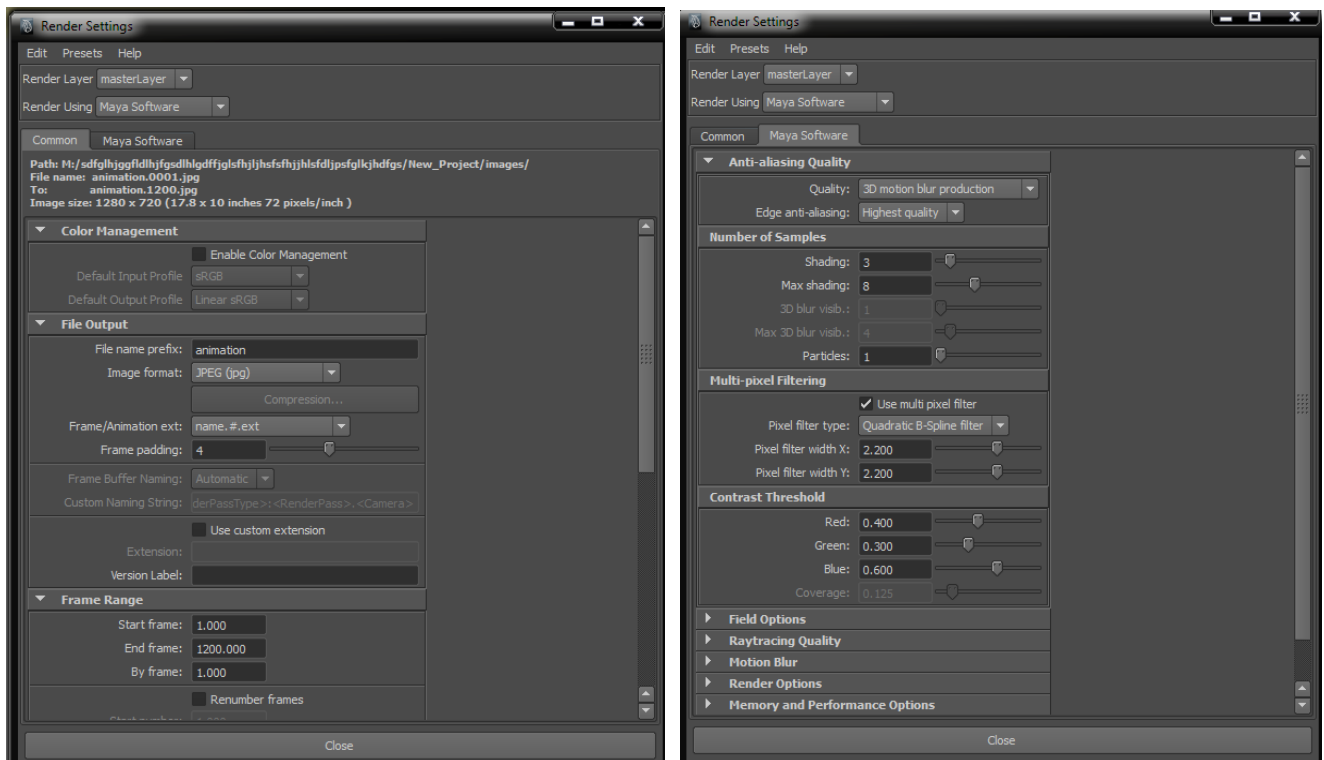 Render Settings
Edit Presets Help
Render Layer masterLayer
Render Using Maya Software
Common Maya Software
Path: M:/sdfglhjggfldlhjfgsdlhlgdffjglsfhjljhsfsfhjjhlsfdljpsfglkjhdfgs/New_Project/images/
File name: animation.0001.jpg
To: animation.1200.jpg
Image size: 1280 x 720 (17.8 x 10 inches 72 pixels/inch )
Color Management
Enable Color Management
Default Input Profile sRGB
Default Output Profile Linear sRGB
File Output
File name prefix: animation
Image format: JPEG (jpg)
Compression...
Frame/Animation ext: name.#.ext
Frame padding: 4
Frame Buffer Naming: Automatic
Custom Naming String: derPassType>:<RenderPass>.<Camera>
Use custom extension
Extension:
Version Label:
Frame Range
Start frame: 1.000
End frame: 1200.000
By frame: 1.000
Renumber frames
Close
Render Settings
Edit Presets Help
Render Layer masterLayer
Render Using Maya Software
Common Maya Software
Anti-aliasing Quality
Quality: 3D motion blur production
Edge anti-aliasing: Highest quality
Number of Samples
Shading: 3
Max shading: 8
3D blur visib.: 1
Max 3D blur visib.: 4
Particles: 1
Multi-pixel Filtering
Use multi pixel filter
Pixel filter type: Quadratic B-Spline filter
Pixel filter width X: 2.200
Pixel filter width Y: 2.200
Contrast Threshold
Red: 0.400
Green: 0.300
Blue: 0.600
Coverage: 0.125
Field Options
Raytracing Quality
Motion Blur
Render Options
Memory and Performance Options
Close